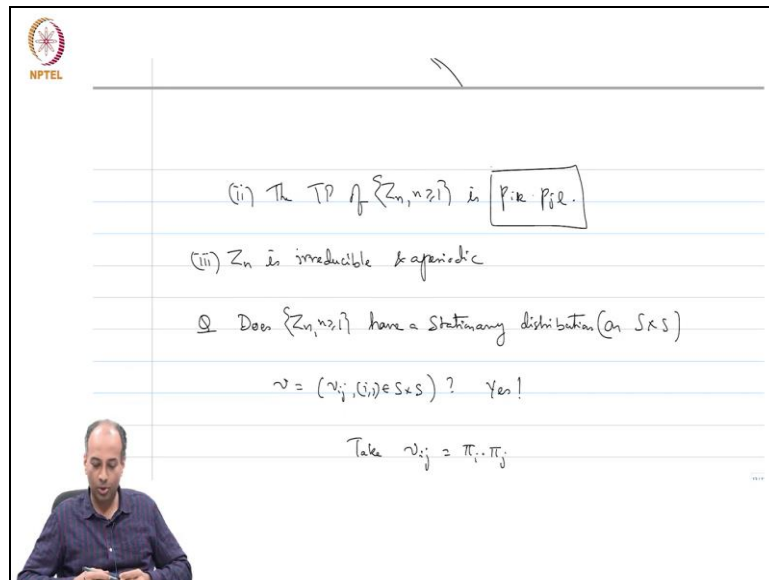 NPTEL
(ii) The TP of {Zn, n≥1} is pik · pjl.
(iii) Zn is irreducible & aperiodic
Q Does {Zn, n≥1} have a stationary distribution (on S×S)
ν = (νij, (i,j) ∈ S×S) ? Yes!
Take νij = πi · πj